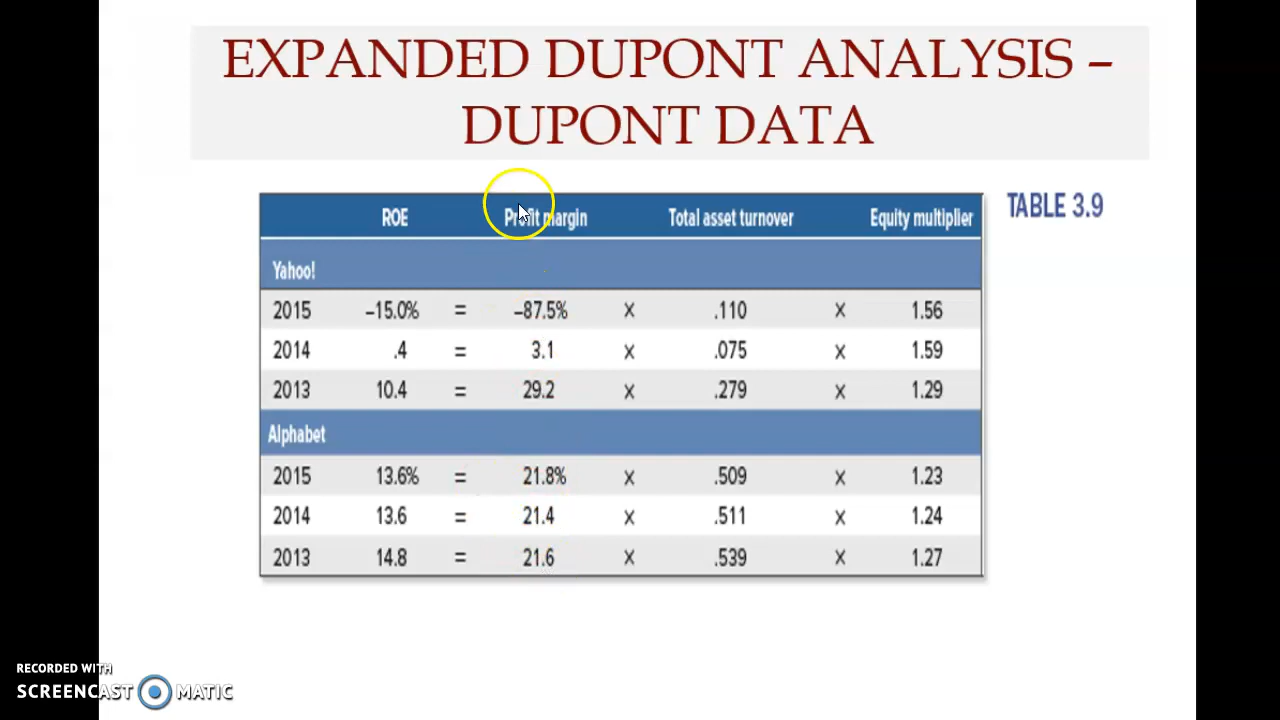 EXPANDED DUPONT ANALYSIS –
DUPONT DATA
TABLE 3.9
ROE Profit margin Total asset turnover Equity multiplier
Yahoo!
2015 –15.0% = –87.5% X .110 X 1.56
2014 .4 = 3.1 X .075 X 1.59
2013 10.4 = 29.2 X .279 X 1.29
Alphabet
2015 13.6% = 21.8% X .509 X 1.23
2014 13.6 = 21.4 X .511 X 1.24
2013 14.8 = 21.6 X .539 X 1.27
RECORDED WITH
SCREENCAST MATIC